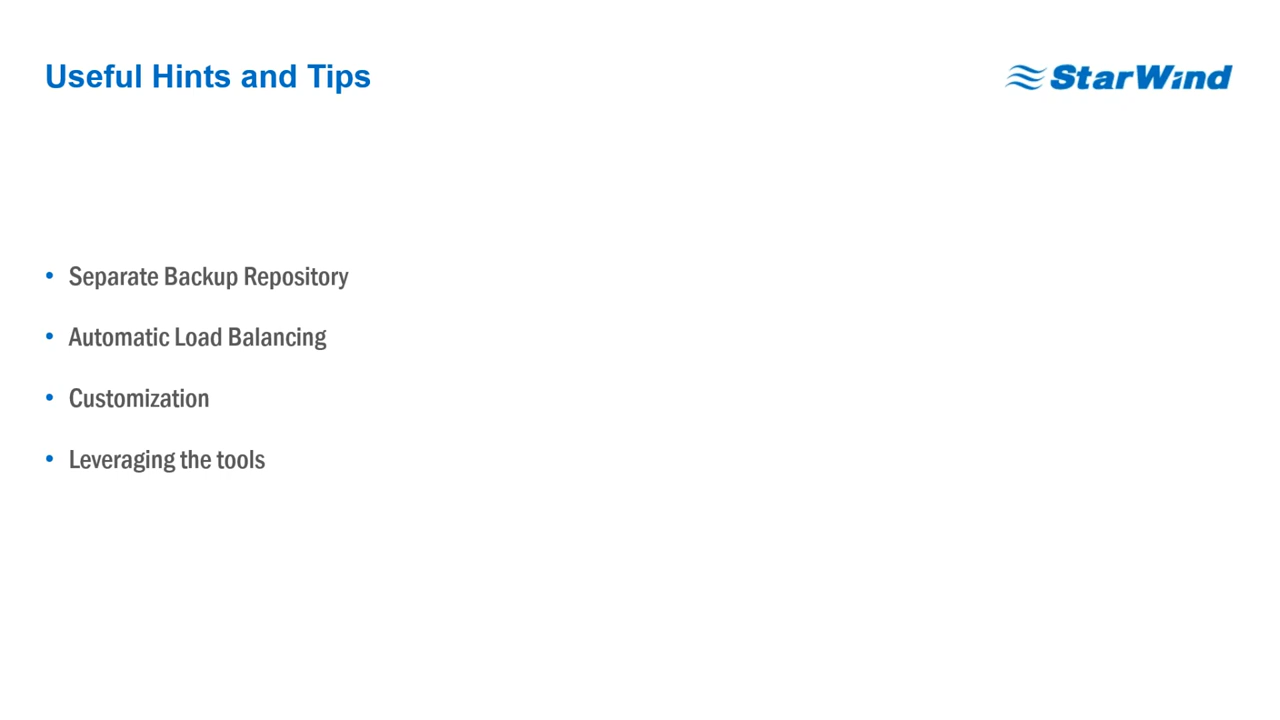 Useful Hints and Tips
StarWind
• Separate Backup Repository
• Automatic Load Balancing
• Customization
• Leveraging the tools